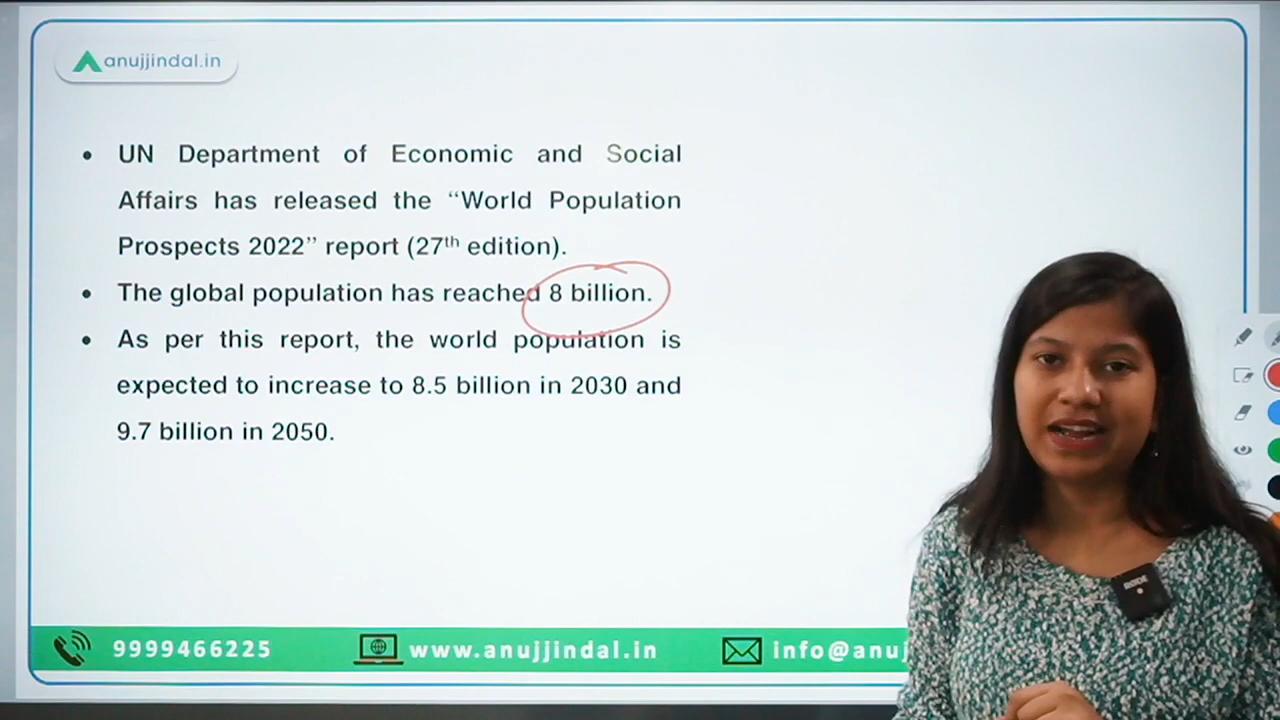 anujjindal.in
• UN Department of Economic and Social
Affairs has released the “World Population
Prospects 2022” report (27th edition).
• The global population has reached 8 billion.
• As per this report, the world population is
expected to increase to 8.5 billion in 2030 and
9.7 billion in 2050.
RODE
9999466225 www.anujjindal.in info@anuj